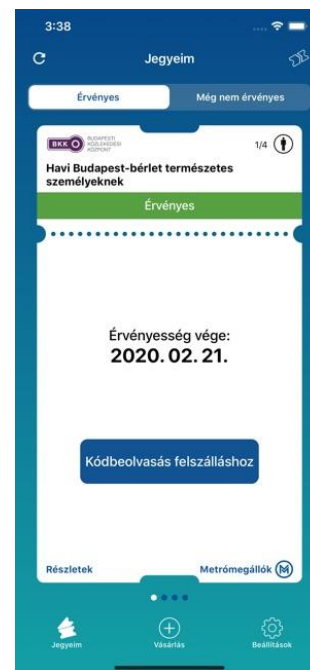 3:38
Jegyeim
Érvényes
Még nem érvényes
BKK
BUDAPESTI
KÖZLEKEDÉSI
KÖZPONT
1/4
Havi Budapest-bérlet természetes
személyeknek
Érvényes
Érvényesség vége:
2020. 02. 21.
Kódbeolvasás felszálláshoz
Részletek
Metrómegállók
M
Jegyeim
Vásárlás
Beállítások